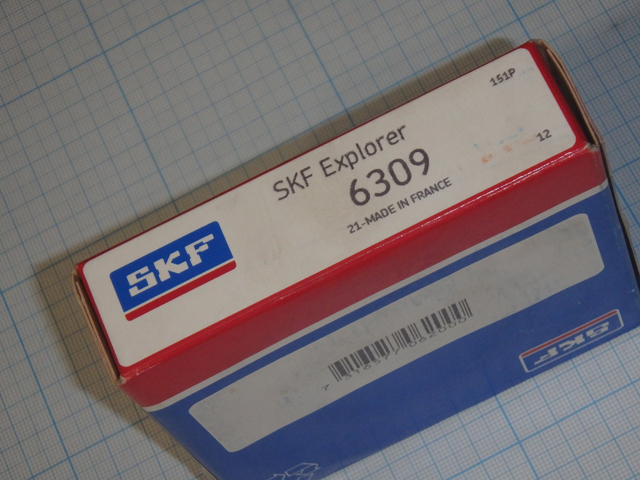 151P
12
SKF Explorer
6309
21-MADE IN FRANCE
SKF
SKF